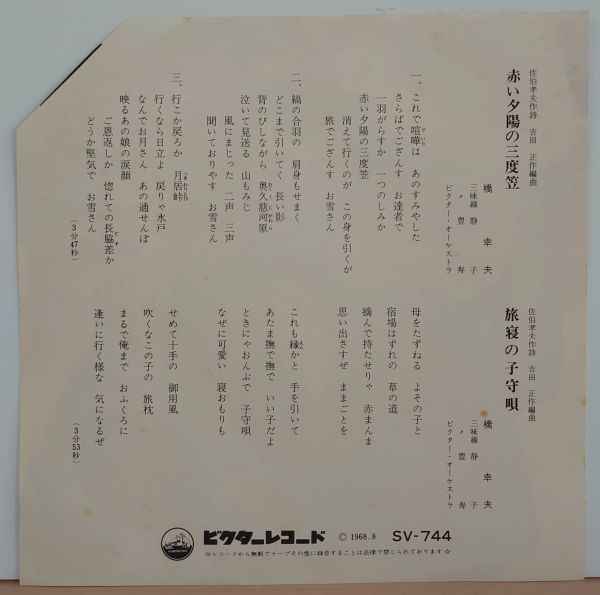 佐伯孝夫作詩 吉田 正作編曲
赤い夕陽の三度笠
橋 幸夫
三味線 静子
〃 豊寿
ビクター・オーケストラ
一、これで喧嘩は あのすみやした
さらばでござんす お達者で
一羽がらすか 一つのしみか
赤い夕陽の三度笠
消えて行くのが この身を引くが
旅でござんす お雪さん
二、縞の合羽の 肩身もせまく
どこまで引いてく 長い影
背のびしながら 奥久慈河原
泣いて見送る 山もみじ
風にまじった 二声 三声
聞いておりやす お雪さん
三、行こか戻ろか 月居峠
行くなら日立よ 戻りゃ水戸
なんでお月さん あの通せんぼ
映るあの娘の涙顔
ご恩返しか 惚れての長脇差か
どうか堅気で お雪さん
(3分47秒)
佐伯孝夫作詩 吉田 正作編曲
旅寝の子守唄
橋 幸夫
三味線 静子
〃 豊寿
ビクター・オーケストラ
母をたずねる よその子と
宿場はずれの 草の道
摘んで持たせりゃ 赤まんま
思い出さすぜ ままごとを
これも縁かと 手を引いて
あたま撫で撫で いい子だよ
ときにゃおんぶで 子守唄
なぜに可愛い 寝おもりも
せめて十手の 御用風
吹くなこの子の 旅枕
まるで俺まで おふくろに
逢いに行く様な 気になるぜ
(3分53秒)
ビクターレコード Ⓒ 1968.8 SV-744
☆レコードから無断でテープその他に録音することは法律で禁じられております☆